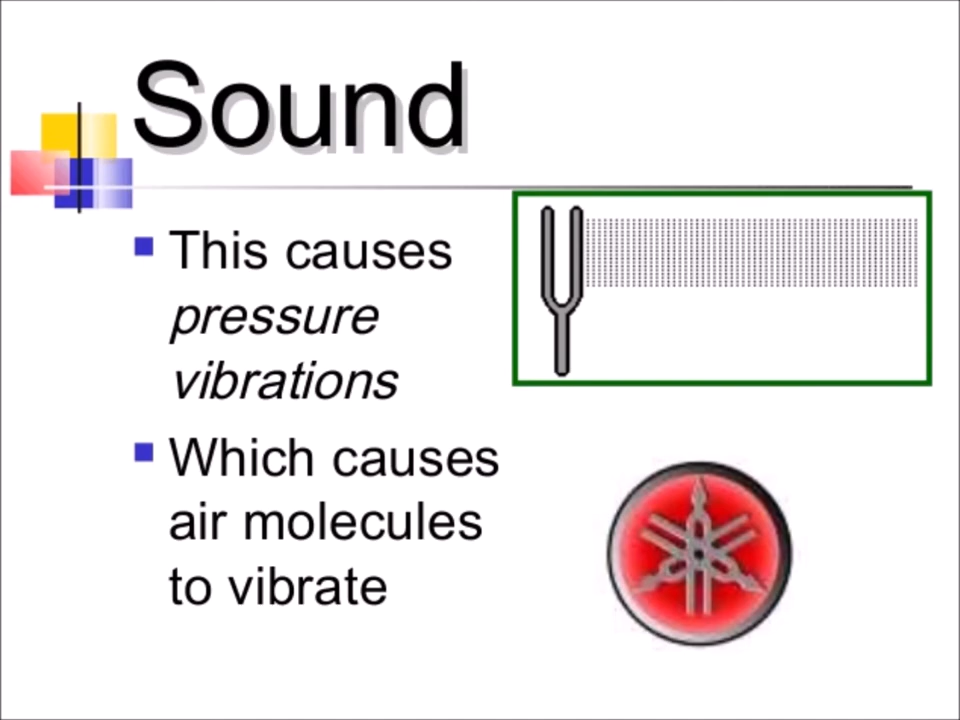 Sound
This causes
pressure
vibrations
Which causes
air molecules
to vibrate